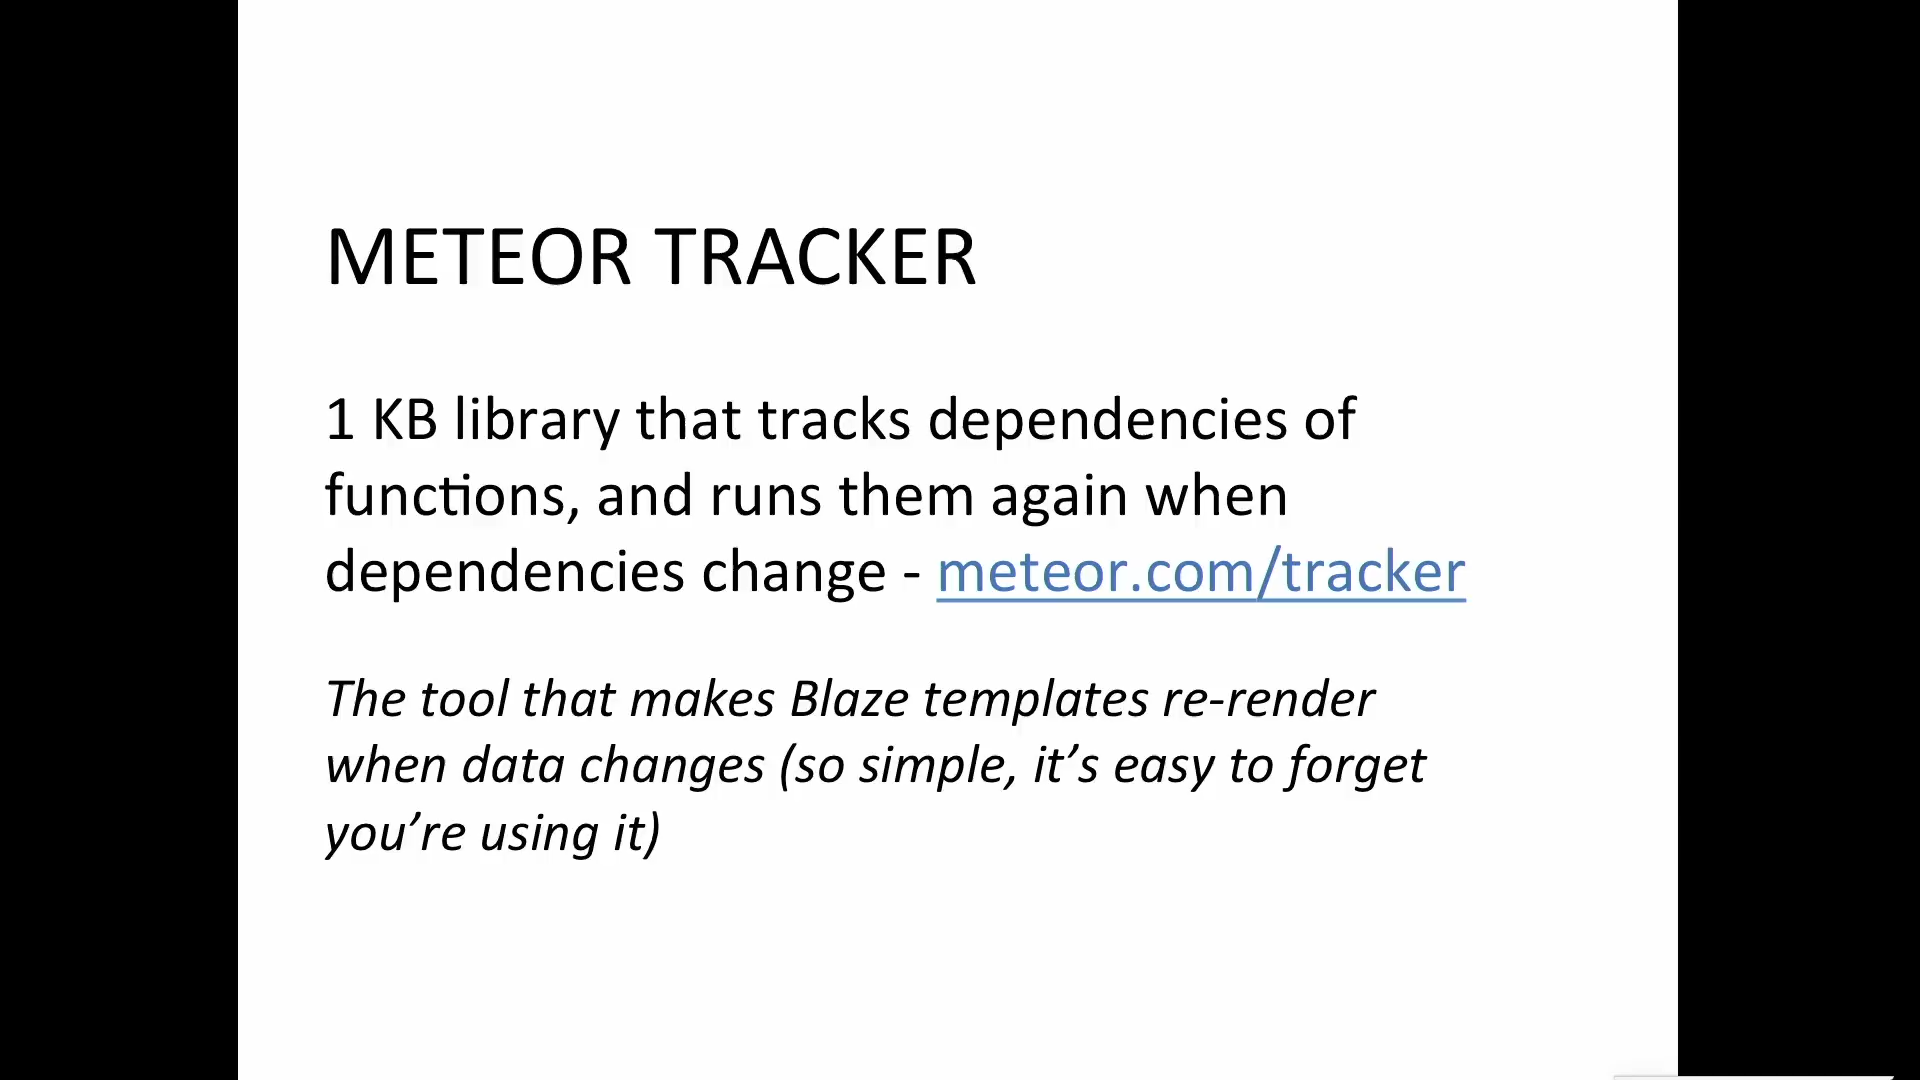 METEOR TRACKER
1 KB library that tracks dependencies of
functions, and runs them again when
dependencies change - meteor.com/tracker
The tool that makes Blaze templates re-render
when data changes (so simple, it’s easy to forget
you’re using it)